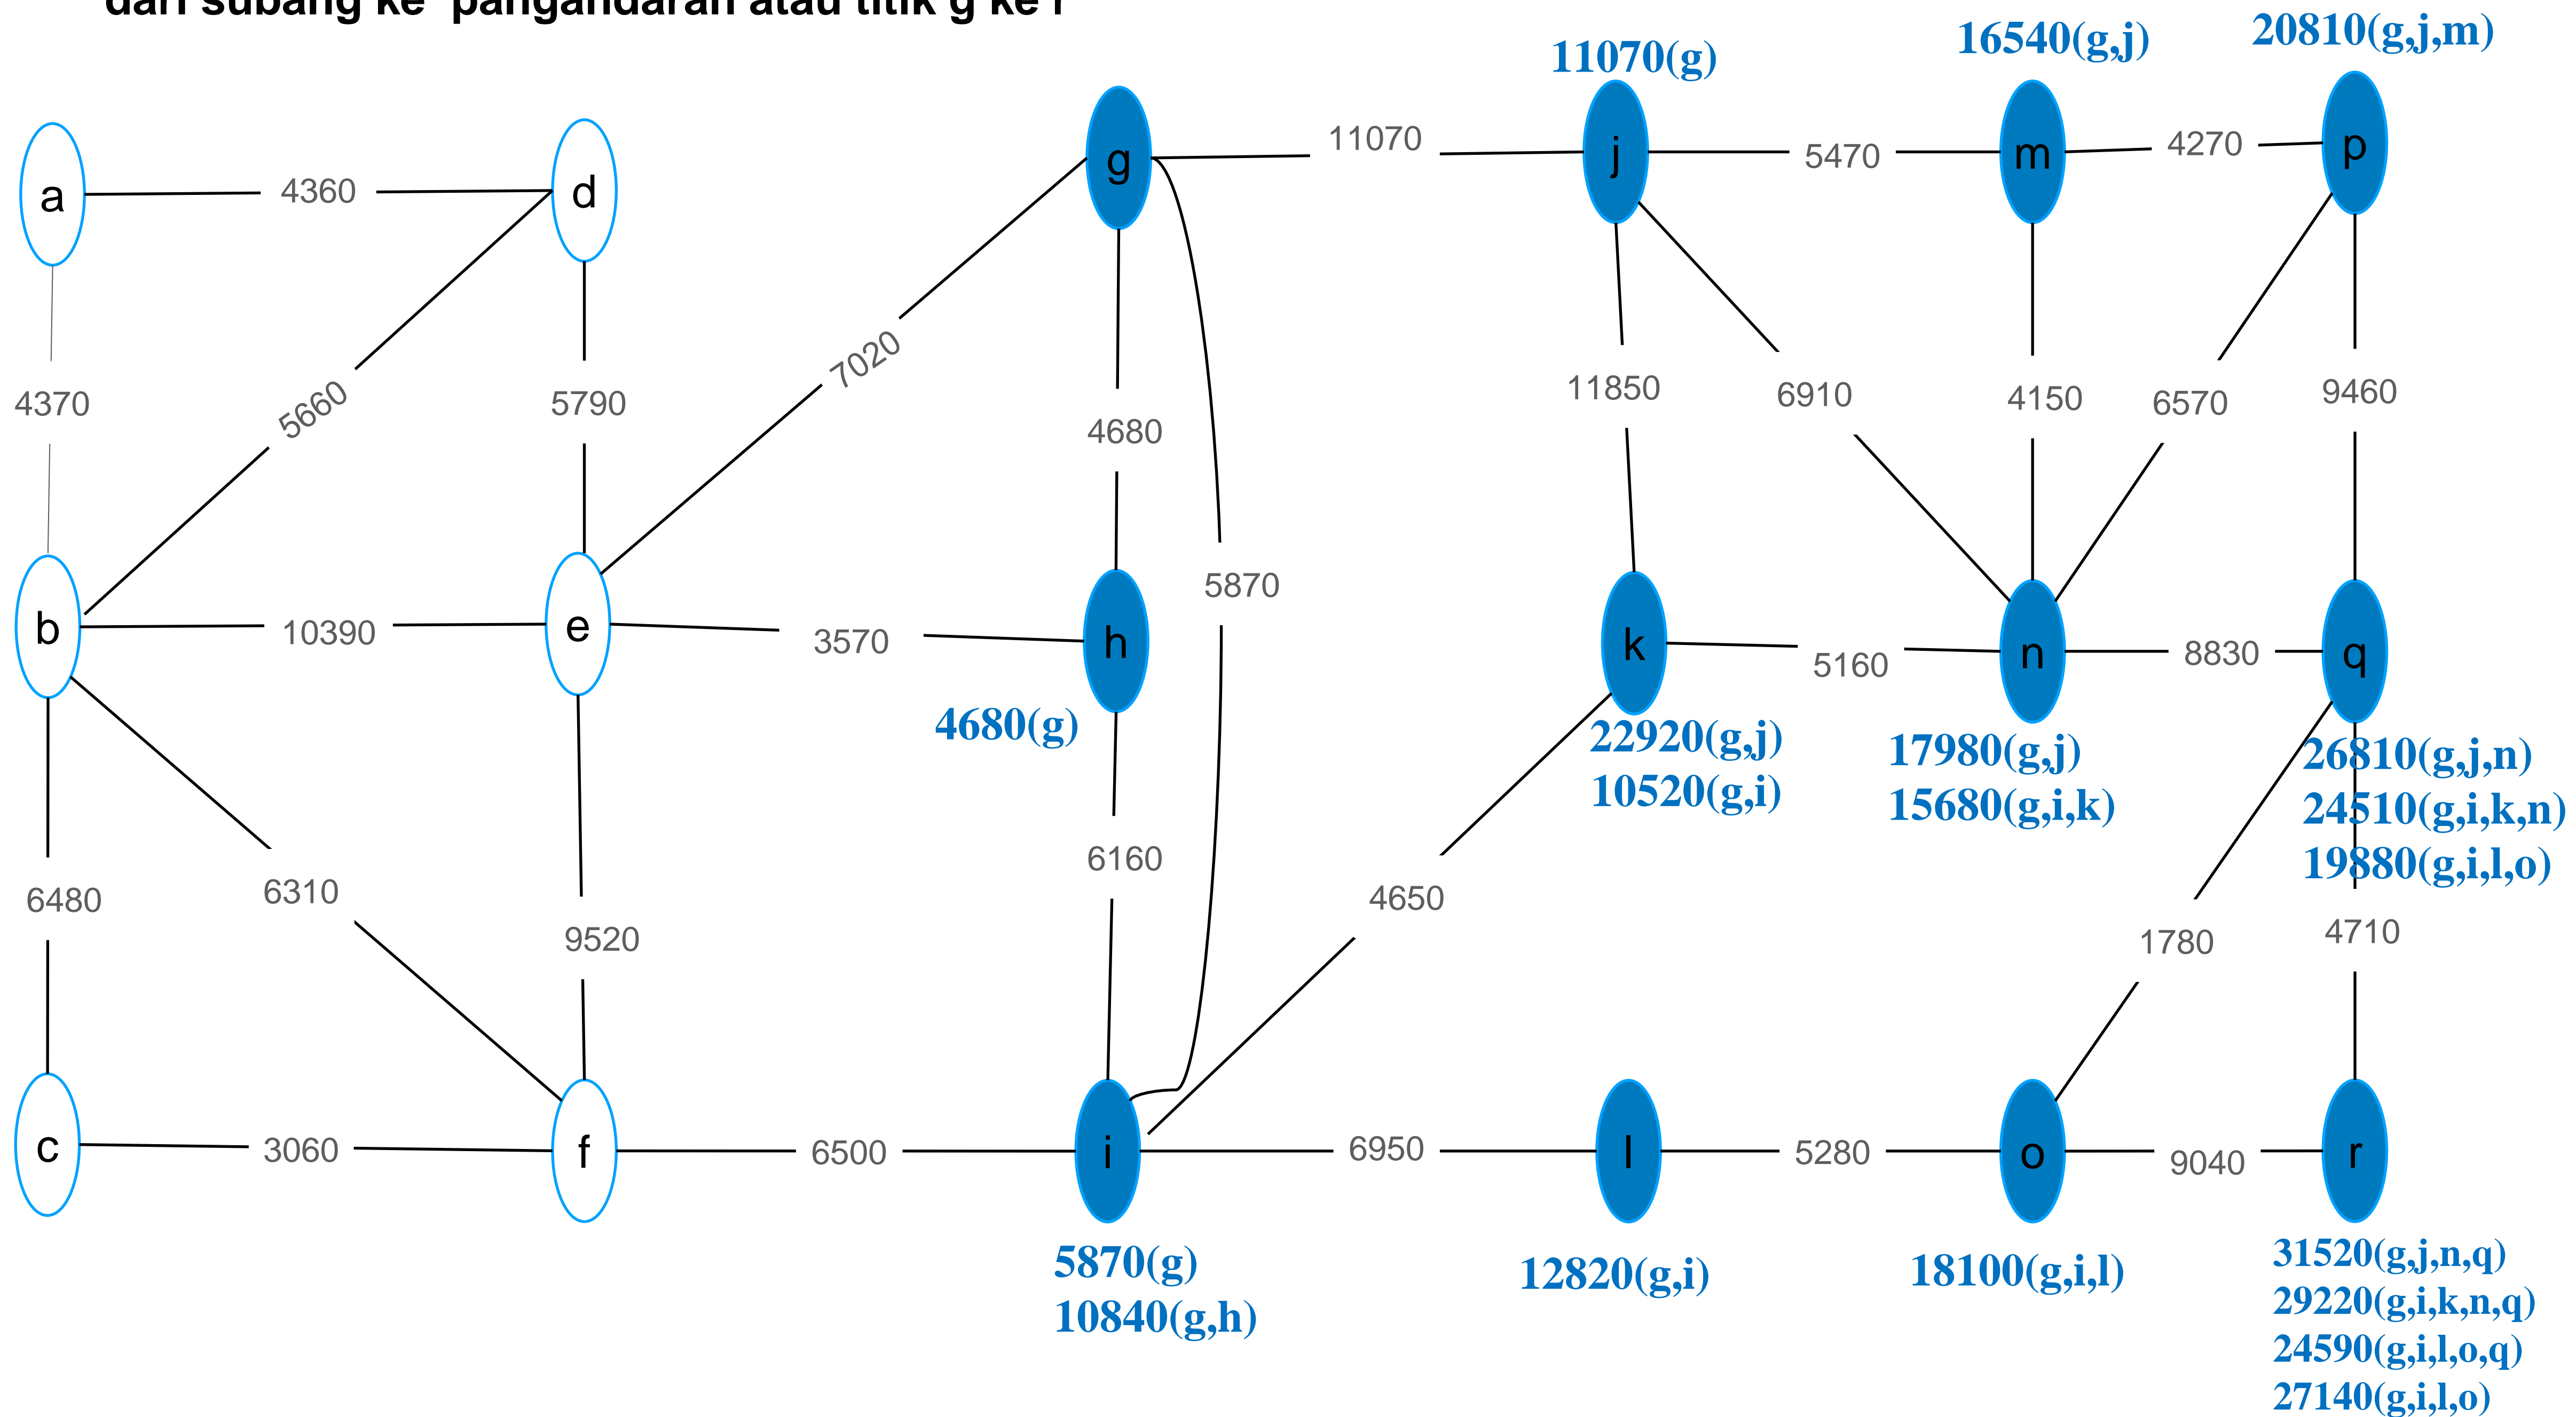 dari subang ke pangandaran atau titik g ke r
11070(g)
16540(g,j)
20810(g,j,m)
a
4360
d
g
11070
j
5470
m
4270
p
4370
5660
5790
7020
4680
5870
11850
6910
4150
6570
9460
b
10390
e
3570
h
k
5160
n
8830
q
4680(g)
22920(g,j)
10520(g,i)
17980(g,j)
15680(g,i,k)
26810(g,j,n)
24510(g,i,k,n)
19880(g,i,l,o)
6480
6310
9520
6160
4650
1780
4710
c
3060
f
6500
i
6950
l
5280
o
9040
r
5870(g)
10840(g,h)
12820(g,i)
18100(g,i,l)
31520(g,j,n,q)
29220(g,i,k,n,q)
24590(g,i,l,o,q)
27140(g,i,l,o)